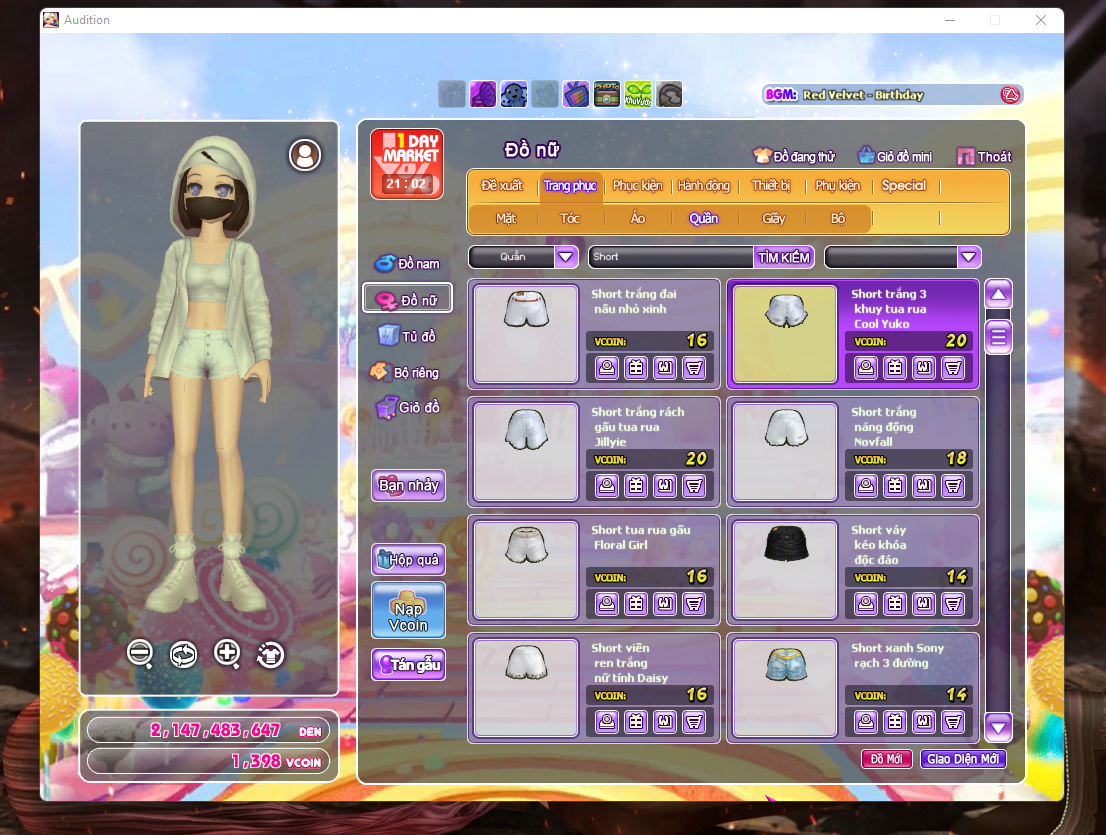 Audition
PHOTO
KhuVườn
BGM:
Red Velvet - Birthday
1 DAY
MARKET
21 : 02
Đồ nữ
Đồ đang thử
Giỏ đồ mini
Thoát
Đề xuất
Trang phục
Phục kiện
Hành động
Thiết bị
Phụ kiện
Special
Mặt
Tóc
Áo
Quần
Giầy
Bộ
Quần
Short
TÌM KIẾM
Đồ nam
Đồ nữ
Tủ đồ
Bộ riêng
Giỏ đồ
Bạn nhảy
Hộp quà
Nạp
Vcoin
Tán gẫu
Short trắng đai
nâu nhỏ xinh
VCOIN: 16
Short trắng 3
khuy tua rua
Cool Yuko
VCOIN: 20
Short trắng rách
gấu tua rua
Jillyie
VCOIN: 20
Short trắng
năng động
Novfall
VCOIN: 18
Short tua rua gấu
Floral Girl
VCOIN: 16
Short váy
kéo khóa
độc đáo
VCOIN: 14
Short viền
ren trắng
nữ tính Daisy
VCOIN: 16
Short xanh Sony
rạch 3 đường
VCOIN: 14
2,147,483,647 DEN
1,398 VCOIN
Đồ Mới
Giao Diện Mới